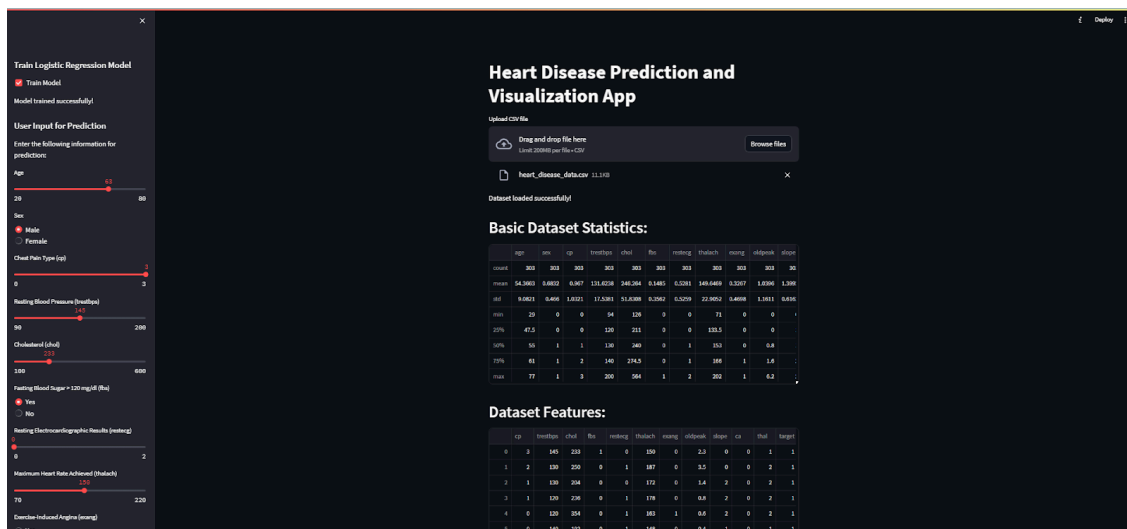 Deploy
Train Logistic Regression Model
Train Model
Model trained successfully!
User Input for Prediction
Enter the following information for
prediction:
Age
63
20 80
Sex
Male
Female
Chest Pain Type (cp)
3
0 3
Resting Blood Pressure (trestbps)
145
90 200
Cholesterol (chol)
233
100 600
Fasting Blood Sugar > 120 mg/dl (fbs)
Yes
No
Resting Electrocardiographic Results (restecg)
0
0 2
Maximum Heart Rate Achieved (thalach)
150
70 220
Exercise-Induced Angina (exang)
Heart Disease Prediction and
Visualization App
Upload CSV file
Drag and drop file here
Limit 200MB per file • CSV
Browse files
heart_disease_data.csv 11.1KB
Dataset loaded successfully!
Basic Dataset Statistics:
age sex cp trestbps chol fbs restecg thalach exang oldpeak slope
count 303 303 303 303 303 303 303 303 303 303 30
mean 54.3663 0.6832 0.967 131.6238 246.264 0.1485 0.5281 149.6469 0.3267 1.0396 1.399
std 9.0821 0.466 1.0321 17.5381 51.8308 0.3562 0.5259 22.9052 0.4698 1.1611 0.616
min 29 0 0 94 126 0 0 71 0 0
25% 47.5 0 0 120 211 0 0 133.5 0 0
50% 55 1 1 130 240 0 1 153 0 0.8
75% 61 1 2 140 274.5 0 1 166 1 1.6
max 77 1 3 200 564 1 2 202 1 6.2
Dataset Features:
cp trestbps chol fbs restecg thalach exang oldpeak slope ca thal target
0 3 145 233 1 0 150 0 2.3 0 0 1 1
1 2 130 250 0 1 187 0 3.5 0 0 2 1
2 1 130 204 0 0 172 0 1.4 2 0 2 1
3 1 120 236 0 1 178 0 0.8 2 0 2 1
4 0 120 354 0 1 163 1 0.6 2 0 2 1